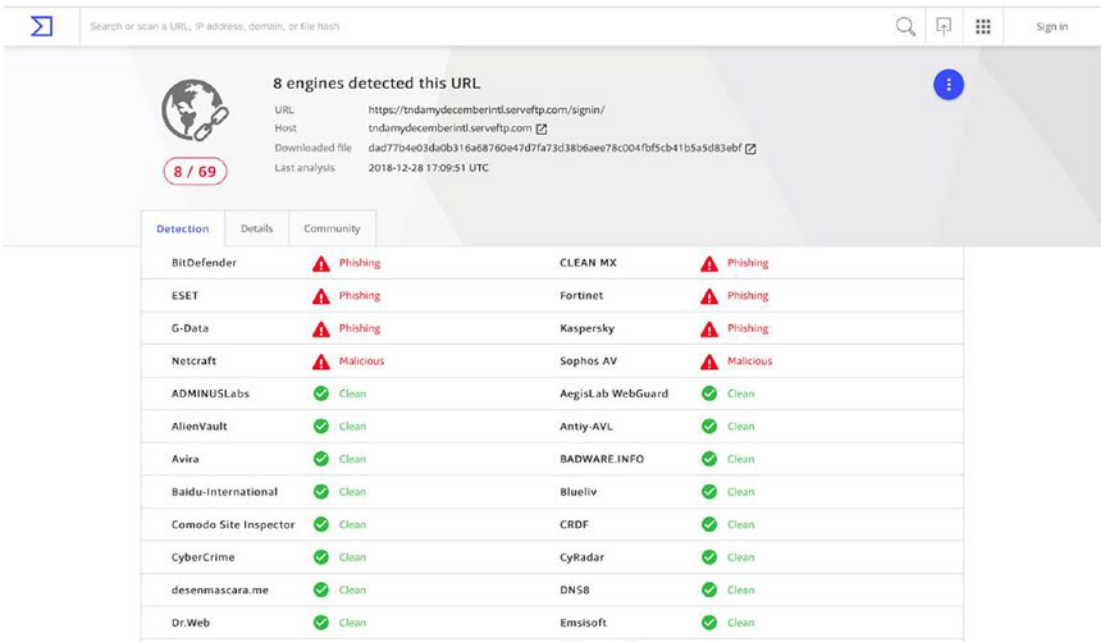 Search or scan a URL, IP address, domain, or file hash
Sign in
8 engines detected this URL
URL https://tndamydecemberintl.serveftp.com/signin/
Host tndamydecemberintl.serveftp.com
Downloaded file dad77b4e03da0b316a68760e47d7fa73d38b6aee78c004fbf5cb41b5a5d83ebf
Last analysis 2018-12-28 17:09:51 UTC
8 / 69
Detection Details Community
BitDefender Phishing CLEAN MX Phishing
ESET Phishing Fortinet Phishing
G-Data Phishing Kaspersky Phishing
Netcraft Malicious Sophos AV Malicious
ADMINUSLabs Clean AegisLab WebGuard Clean
AlienVault Clean Antiy-AVL Clean
Avira Clean BADWARE.INFO Clean
Baidu-International Clean Blueliv Clean
Comodo Site Inspector Clean CRDF Clean
CyberCrime Clean CyRadar Clean
desenmascara.me Clean DNS8 Clean
Dr.Web Clean Emsisoft Clean